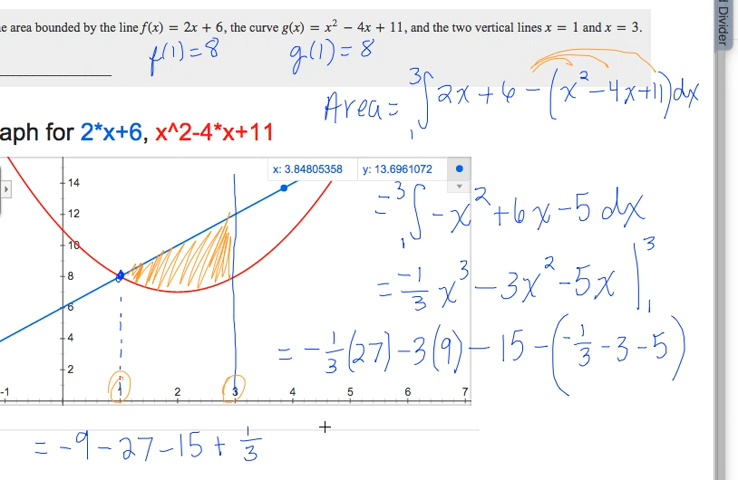 e area bounded by the line f(x) = 2x + 6, the curve g(x) = x² − 4x + 11, and the two vertical lines x = 1 and x = 3.
f(1) = 8
g(1) = 8
Area = ₁³∫ 2x + 6 − (x² − 4x + 11) dx
aph for 2*x+6, x^2-4*x+11
x: 3.84805358 y: 13.6961072
= ₁³∫ −x² + 6x − 5 dx
= −1/3 x³ − 3x² − 5x |₁³
= −1/3 (27) − 3(9) − 15 − (−1/3 − 3 − 5)
= −9 − 27 − 15 + 1/3
14
12
10
8
6
4
2
-1 1 2 3 4 5 6 7
d Divider